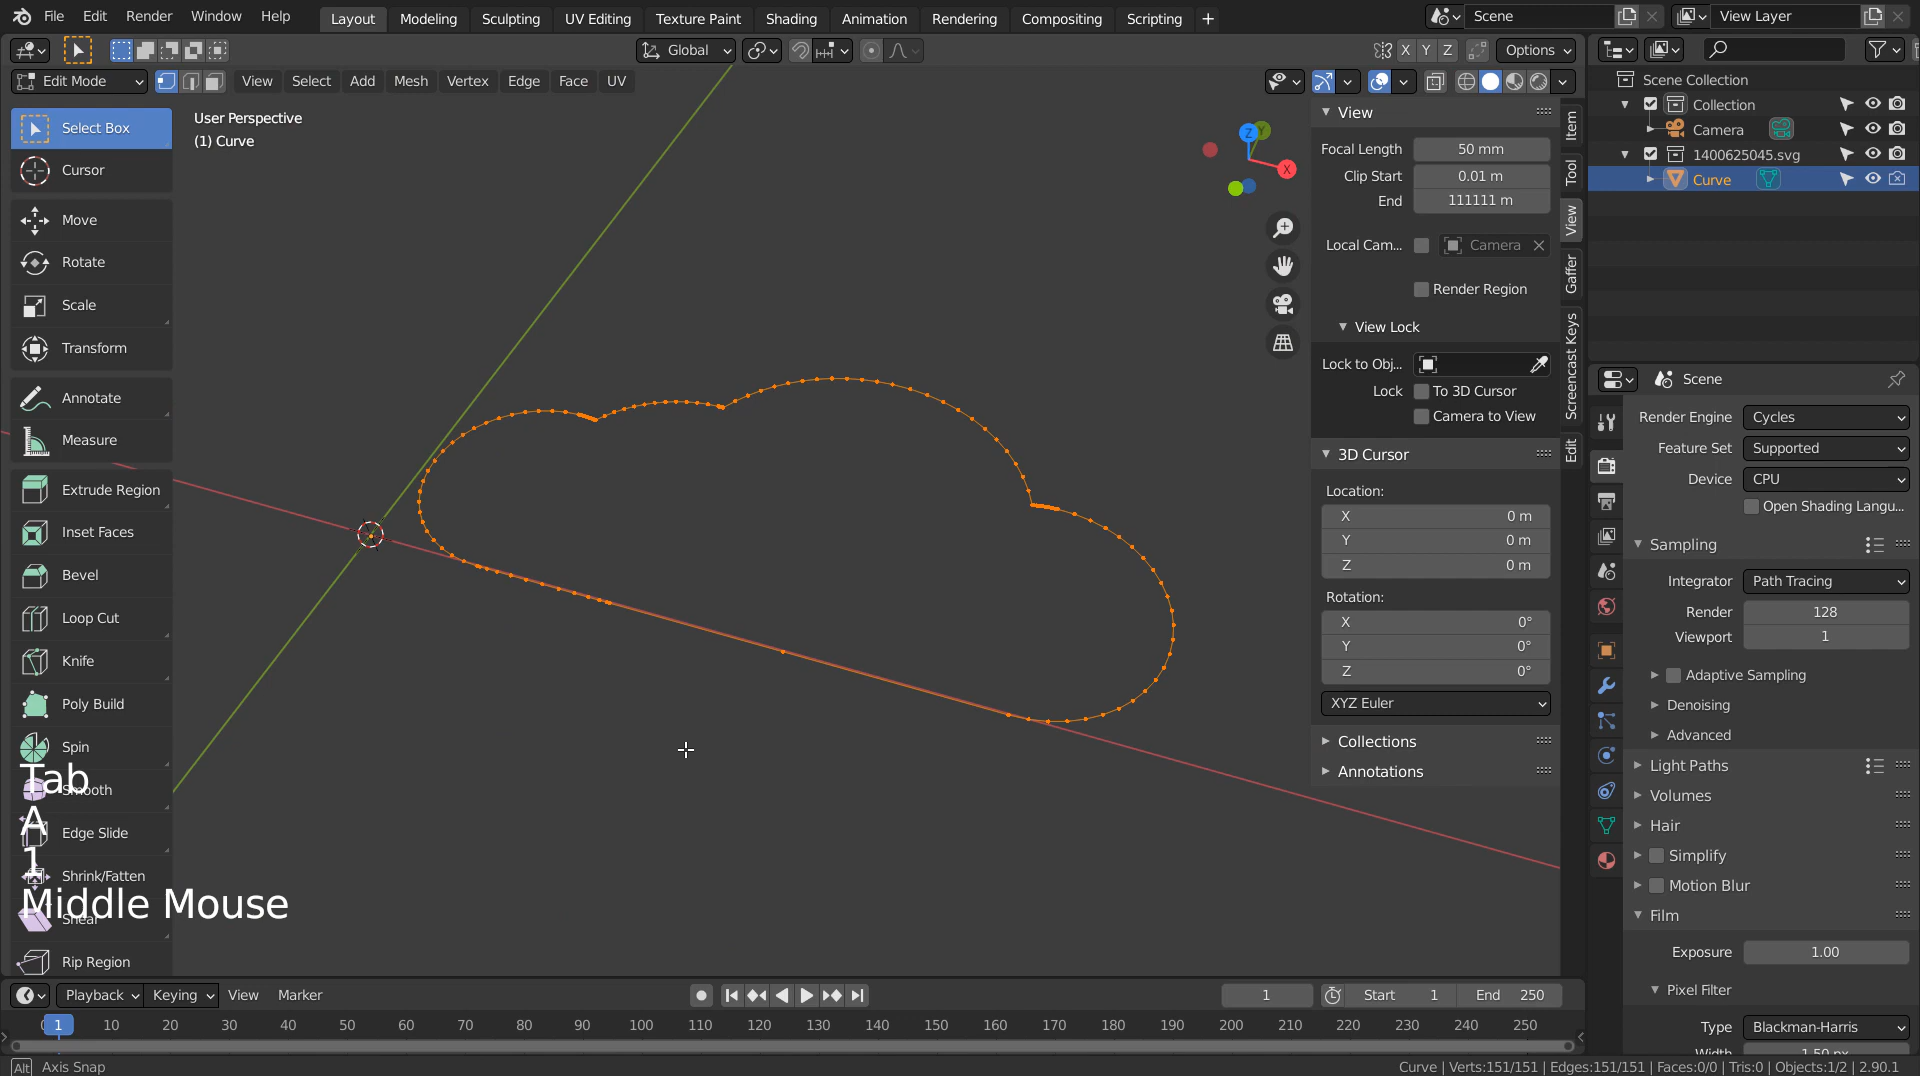 File Edit Render Window Help Layout Modeling Sculpting UV Editing Texture Paint Shading Animation Rendering Compositing Scripting + Scene View Layer
Global X Y Z Options
Edit Mode View Select Add Mesh Vertex Edge Face UV
User Perspective
(1) Curve
Select Box
Cursor
Move
Rotate
Scale
Transform
Annotate
Measure
Extrude Region
Inset Faces
Bevel
Loop Cut
Knife
Poly Build
Spin
Smooth
Edge Slide
Shrink/Fatten
Shear
Rip Region
Tab
A
1
Middle Mouse
Z Y
X
View
Focal Length 50 mm
Clip Start 0.01 m
End 111111 m
Local Cam... Camera
Render Region
View Lock
Lock to Obj...
Lock To 3D Cursor
Camera to View
3D Cursor
Location:
X 0 m
Y 0 m
Z 0 m
Rotation:
X 0°
Y 0°
Z 0°
XYZ Euler
Collections
Annotations
Item
Tool
View
Gaffer
Screencast Keys
Edit
Scene Collection
Collection
Camera
1400625045.svg
Curve
Scene
Render Engine Cycles
Feature Set Supported
Device CPU
Open Shading Langu...
Sampling
Integrator Path Tracing
Render 128
Viewport 1
Adaptive Sampling
Denoising
Advanced
Light Paths
Volumes
Hair
Simplify
Motion Blur
Film
Exposure 1.00
Pixel Filter
Type Blackman-Harris
Width 1.50 px
Playback Keying View Marker 1 Start 1 End 250
1 10 20 30 40 50 60 70 80 90 100 110 120 130 140 150 160 170 180 190 200 210 220 230 240 250
Alt Axis Snap
Curve | Verts:151/151 | Edges:151/151 | Faces:0/0 | Tris:0 | Objects:1/2 | 2.90.1